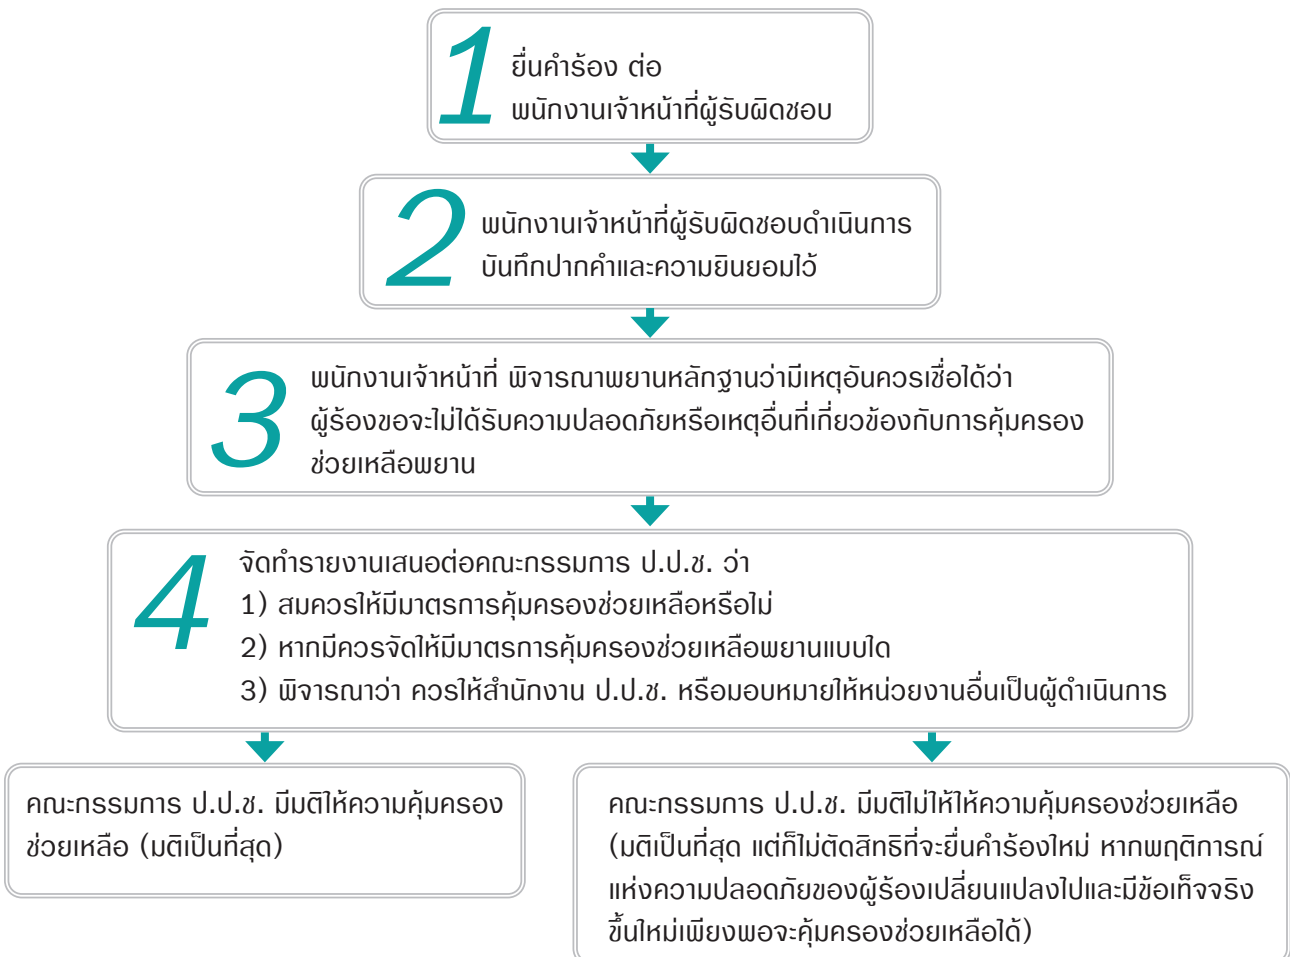 1
ยื่นคำร้อง ต่อ
พนักงานเจ้าหน้าที่ผู้รับผิดชอบ
2
พนักงานเจ้าหน้าที่ผู้รับผิดชอบดำเนินการ
บันทึกปากคำและความยินยอมไว้
3
พนักงานเจ้าหน้าที่ พิจารณาพยานหลักฐานว่ามีเหตุอันควรเชื่อได้ว่า
ผู้ร้องขอจะไม่ได้รับความปลอดภัยหรือเหตุอื่นที่เกี่ยวข้องกับการคุ้มครอง
ช่วยเหลือพยาน
4
จัดทำรายงานเสนอต่อคณะกรรมการ ป.ป.ช. ว่า
1) สมควรให้มีมาตรการคุ้มครองช่วยเหลือหรือไม่
2) หากมีควรจัดให้มีมาตรการคุ้มครองช่วยเหลือพยานแบบใด
3) พิจารณาว่า ควรให้สำนักงาน ป.ป.ช. หรือมอบหมายให้หน่วยงานอื่นเป็นผู้ดำเนินการ
คณะกรรมการ ป.ป.ช. มีมติให้ความคุ้มครอง
ช่วยเหลือ (มติเป็นที่สุด)
คณะกรรมการ ป.ป.ช. มีมติไม่ให้ให้ความคุ้มครองช่วยเหลือ
(มติเป็นที่สุด แต่ก็ไม่ตัดสิทธิที่จะยื่นคำร้องใหม่ หากพฤติการณ์
แห่งความปลอดภัยของผู้ร้องเปลี่ยนแปลงไปและมีข้อเท็จจริง
ขึ้นใหม่เพียงพอจะคุ้มครองช่วยเหลือได้)